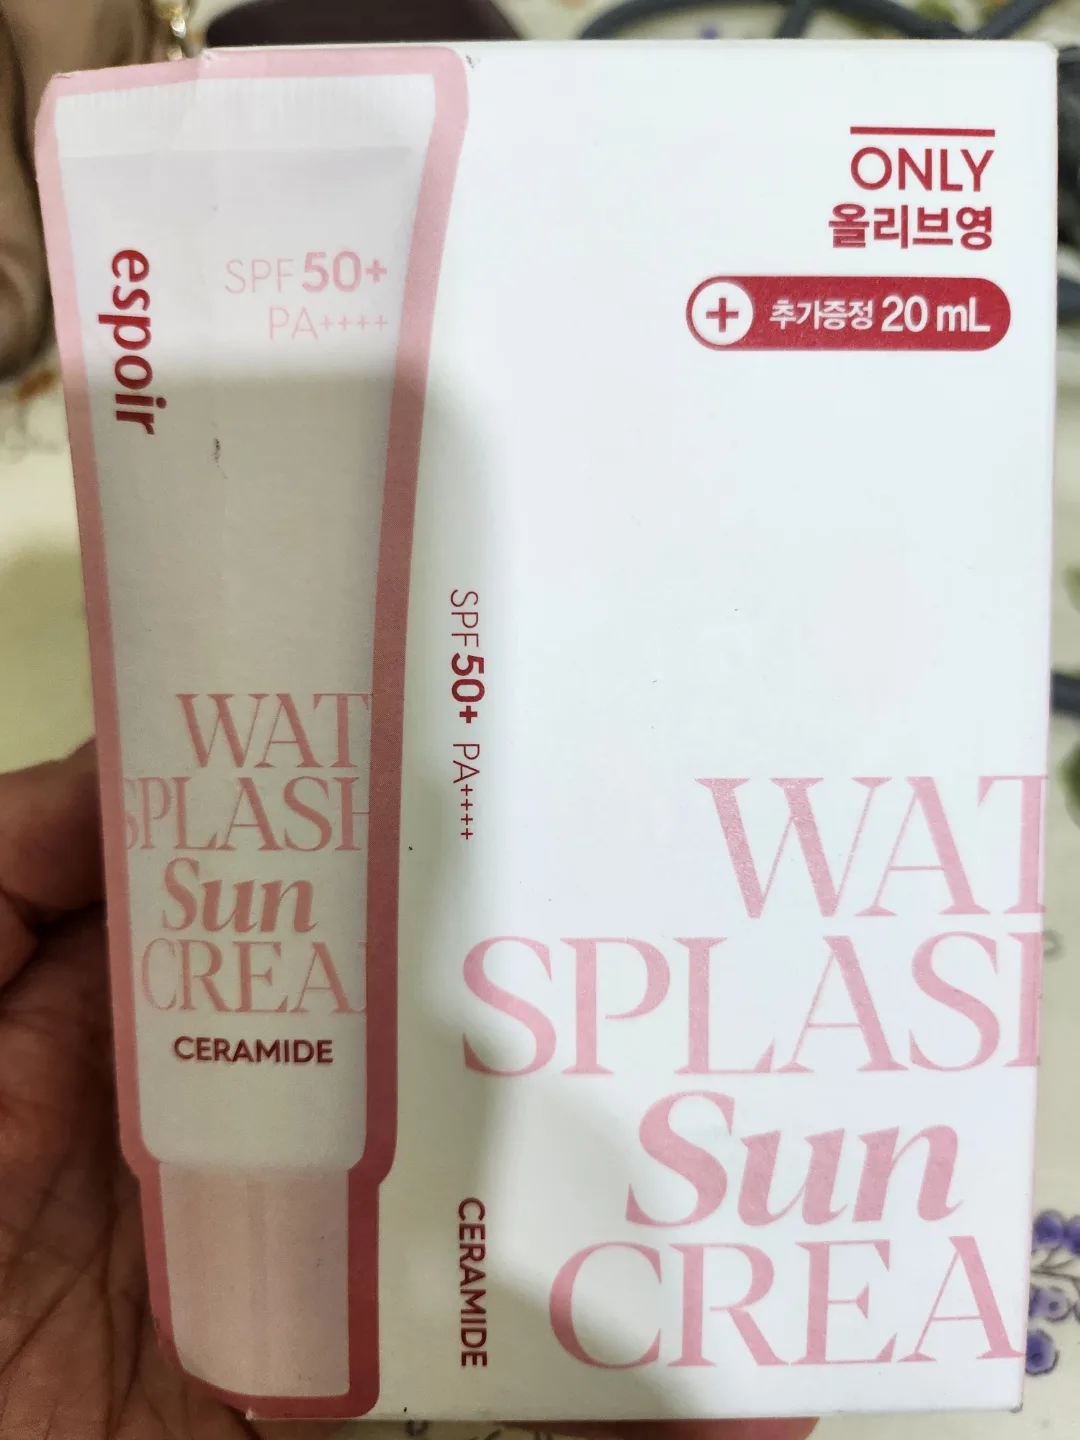 espoir
SPF50+
PA++++
WAT
SPLASH
Sun
CREA
CERAMIDE
ONLY
올리브영
+ 추가증정 20 mL
SPF50+ PA++++
CERAMIDE
WAT
SPLASH
Sun
CREA